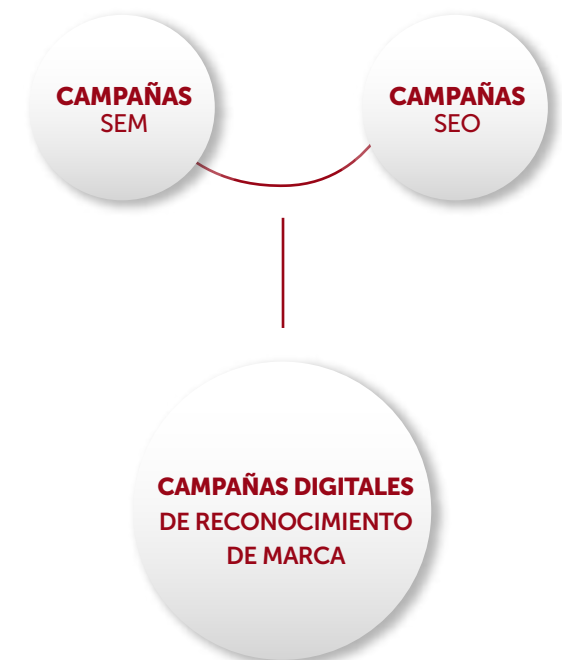 CAMPAÑAS
SEM
CAMPAÑAS
SEO
CAMPAÑAS DIGITALES
DE RECONOCIMIENTO
DE MARCA